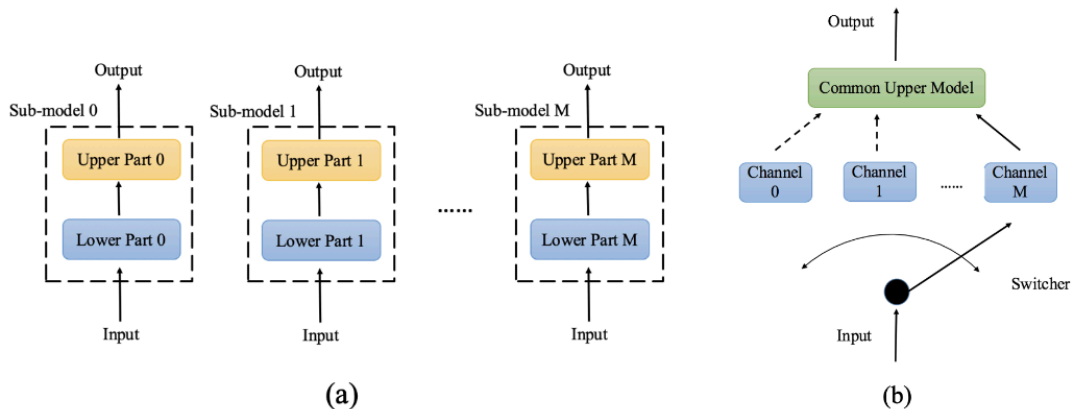 Output
Sub-model 0
Upper Part 0
Lower Part 0
Input
Output
Sub-model 1
Upper Part 1
Lower Part 1
Input
......
Output
Sub-model M
Upper Part M
Lower Part M
Input
(a)
Output
Common Upper Model
Channel
0
Channel
1
......
Channel
M
Switcher
Input
(b)